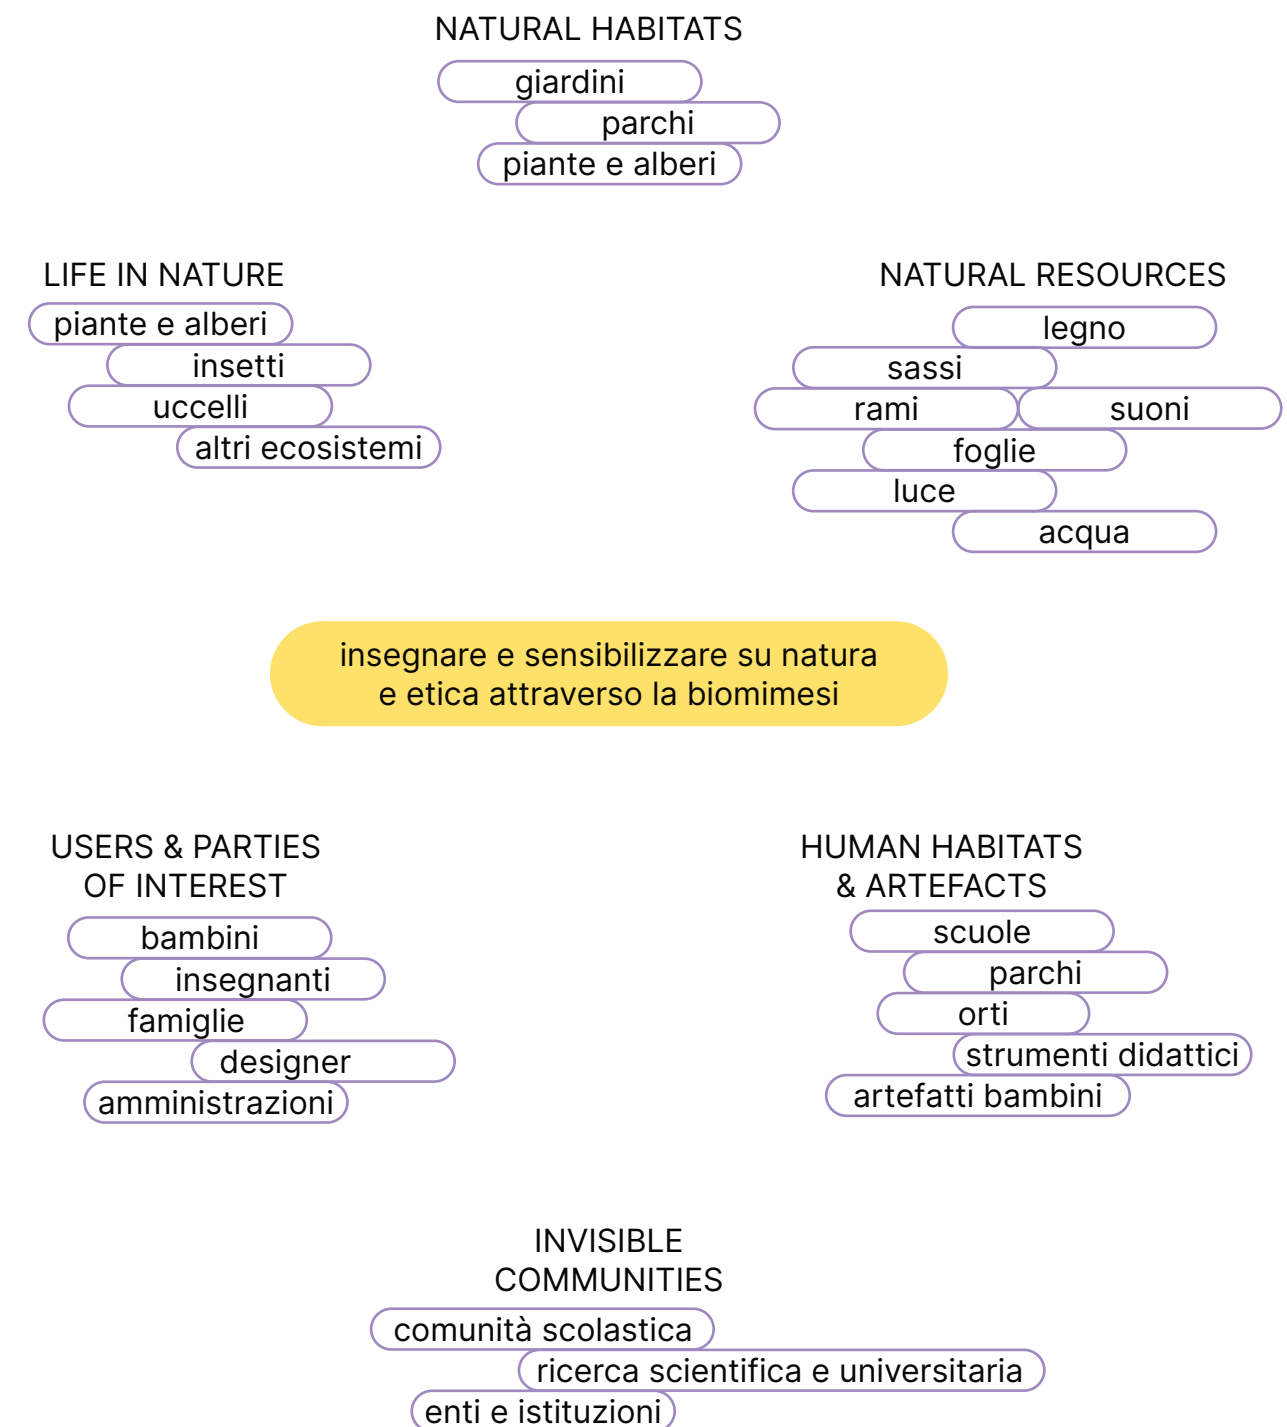 NATURAL HABITATS
giardini
parchi
piante e alberi
LIFE IN NATURE
piante e alberi
insetti
uccelli
altri ecosistemi
NATURAL RESOURCES
legno
sassi
rami
suoni
foglie
luce
acqua
insegnare e sensibilizzare su natura
e etica attraverso la biomimesi
USERS & PARTIES
OF INTEREST
bambini
insegnanti
famiglie
designer
amministrazioni
HUMAN HABITATS
& ARTEFACTS
scuole
parchi
orti
strumenti didattici
artefatti bambini
INVISIBLE
COMMUNITIES
comunità scolastica
ricerca scientifica e universitaria
enti e istituzioni